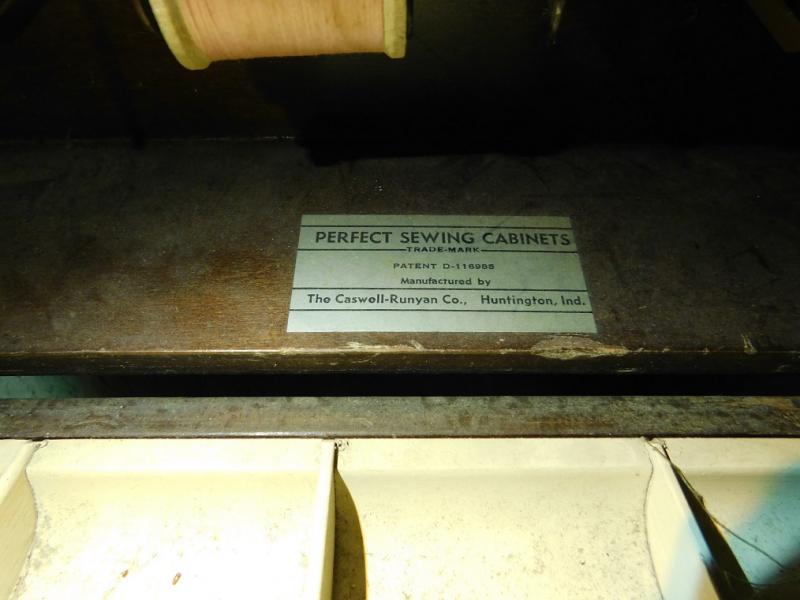 PERFECT SEWING CABINETS
TRADE-MARK
PATENT D-116988
Manufactured by
The Caswell-Runyan Co., Huntington, Ind.